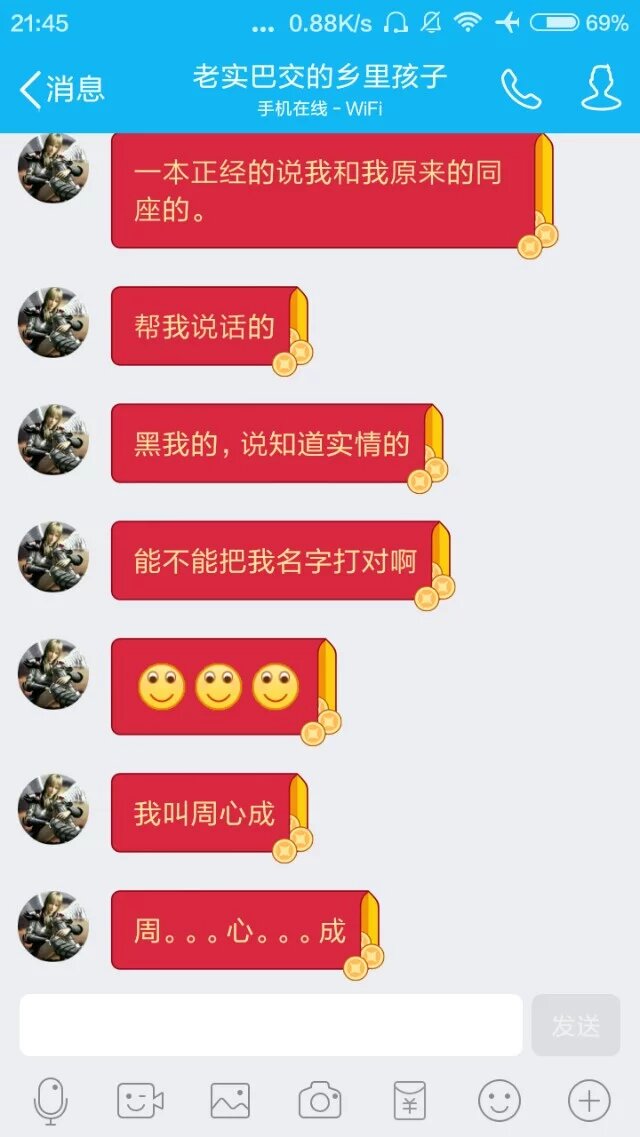 21:45 ... 0.88K/s 69%
消息 老实巴交的乡里孩子
手机在线 - WiFi
一本正经的说我和我原来的同
座的。
帮我说话的
黑我的，说知道实情的
能不能把我名字打对啊
我叫周心成
周。。。心。。。成
发送
¥